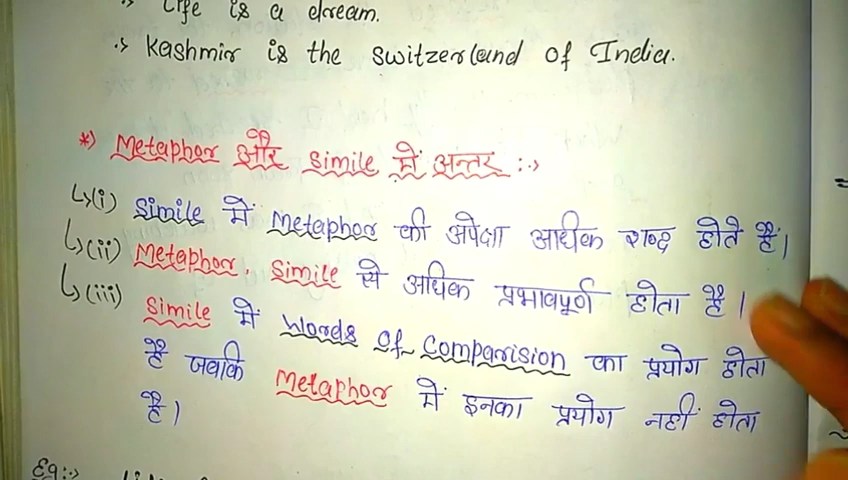 Life is a dream.
Kashmir is the Switzerland of India.
*) Metaphor और Simile में अन्तर :->
↳(i) Simile में Metaphor की अपेक्षा अधिक शब्द होते हैं।
↳(ii) Metaphor, Simile से अधिक प्रभावपूर्ण होता है।
↳(iii) Simile में Words of Comparision का प्रयोग होता
है जबकि Metaphor में इनका प्रयोग नहीं होता
है।
Eg:->